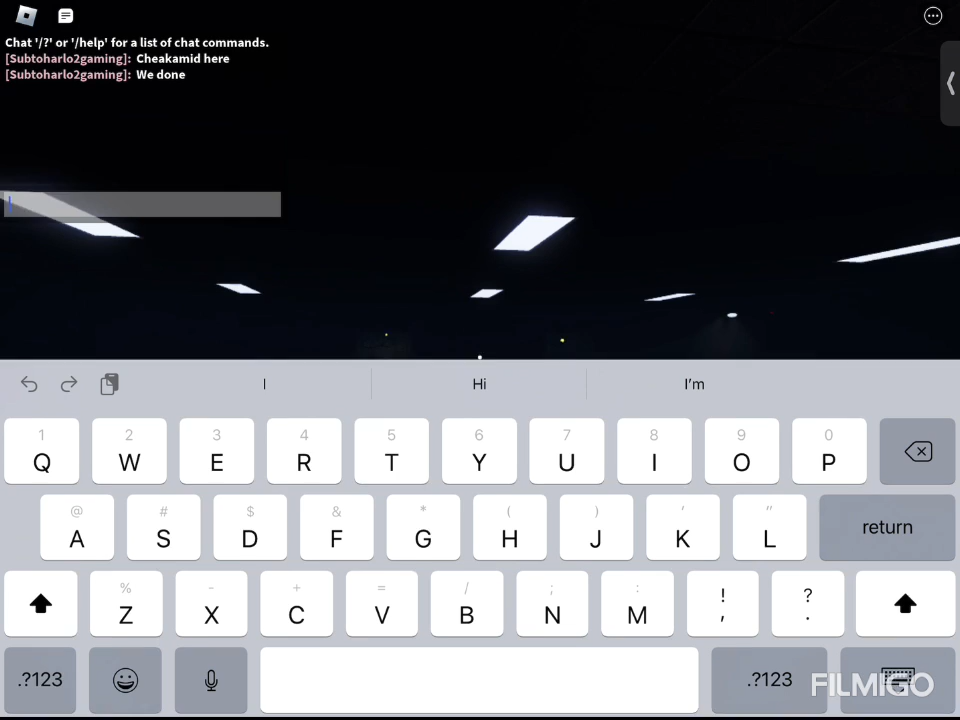 Chat '/?' or '/help' for a list of chat commands.
[Subtoharlo2gaming]: Cheakamid here
[Subtoharlo2gaming]: We done
I Hi I'm
1 2 3 4 5 6 7 8 9 0
Q W E R T Y U I O P
@ # $ & * ( ) ' "
A S D F G H J K L return
% - + = / ; : ! ?
Z X C V B N M , .
.?123 .?123 FILMIGO